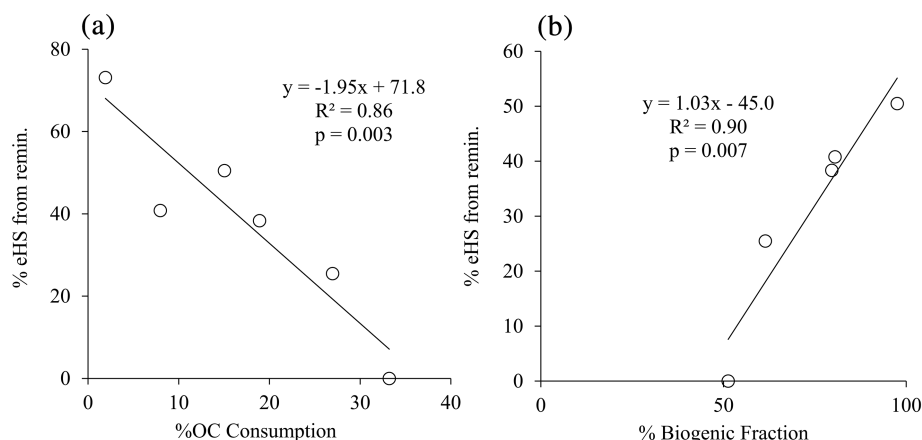 (a)
80
60
40
20
0
% eHS from remin.
y = -1.95x + 71.8
R² = 0.86
p = 0.003
0 10 20 30 40
%OC Consumption
(b)
60
50
40
30
20
10
0
% eHS from remin.
y = 1.03x - 45.0
R² = 0.90
p = 0.007
0 50 100
% Biogenic Fraction